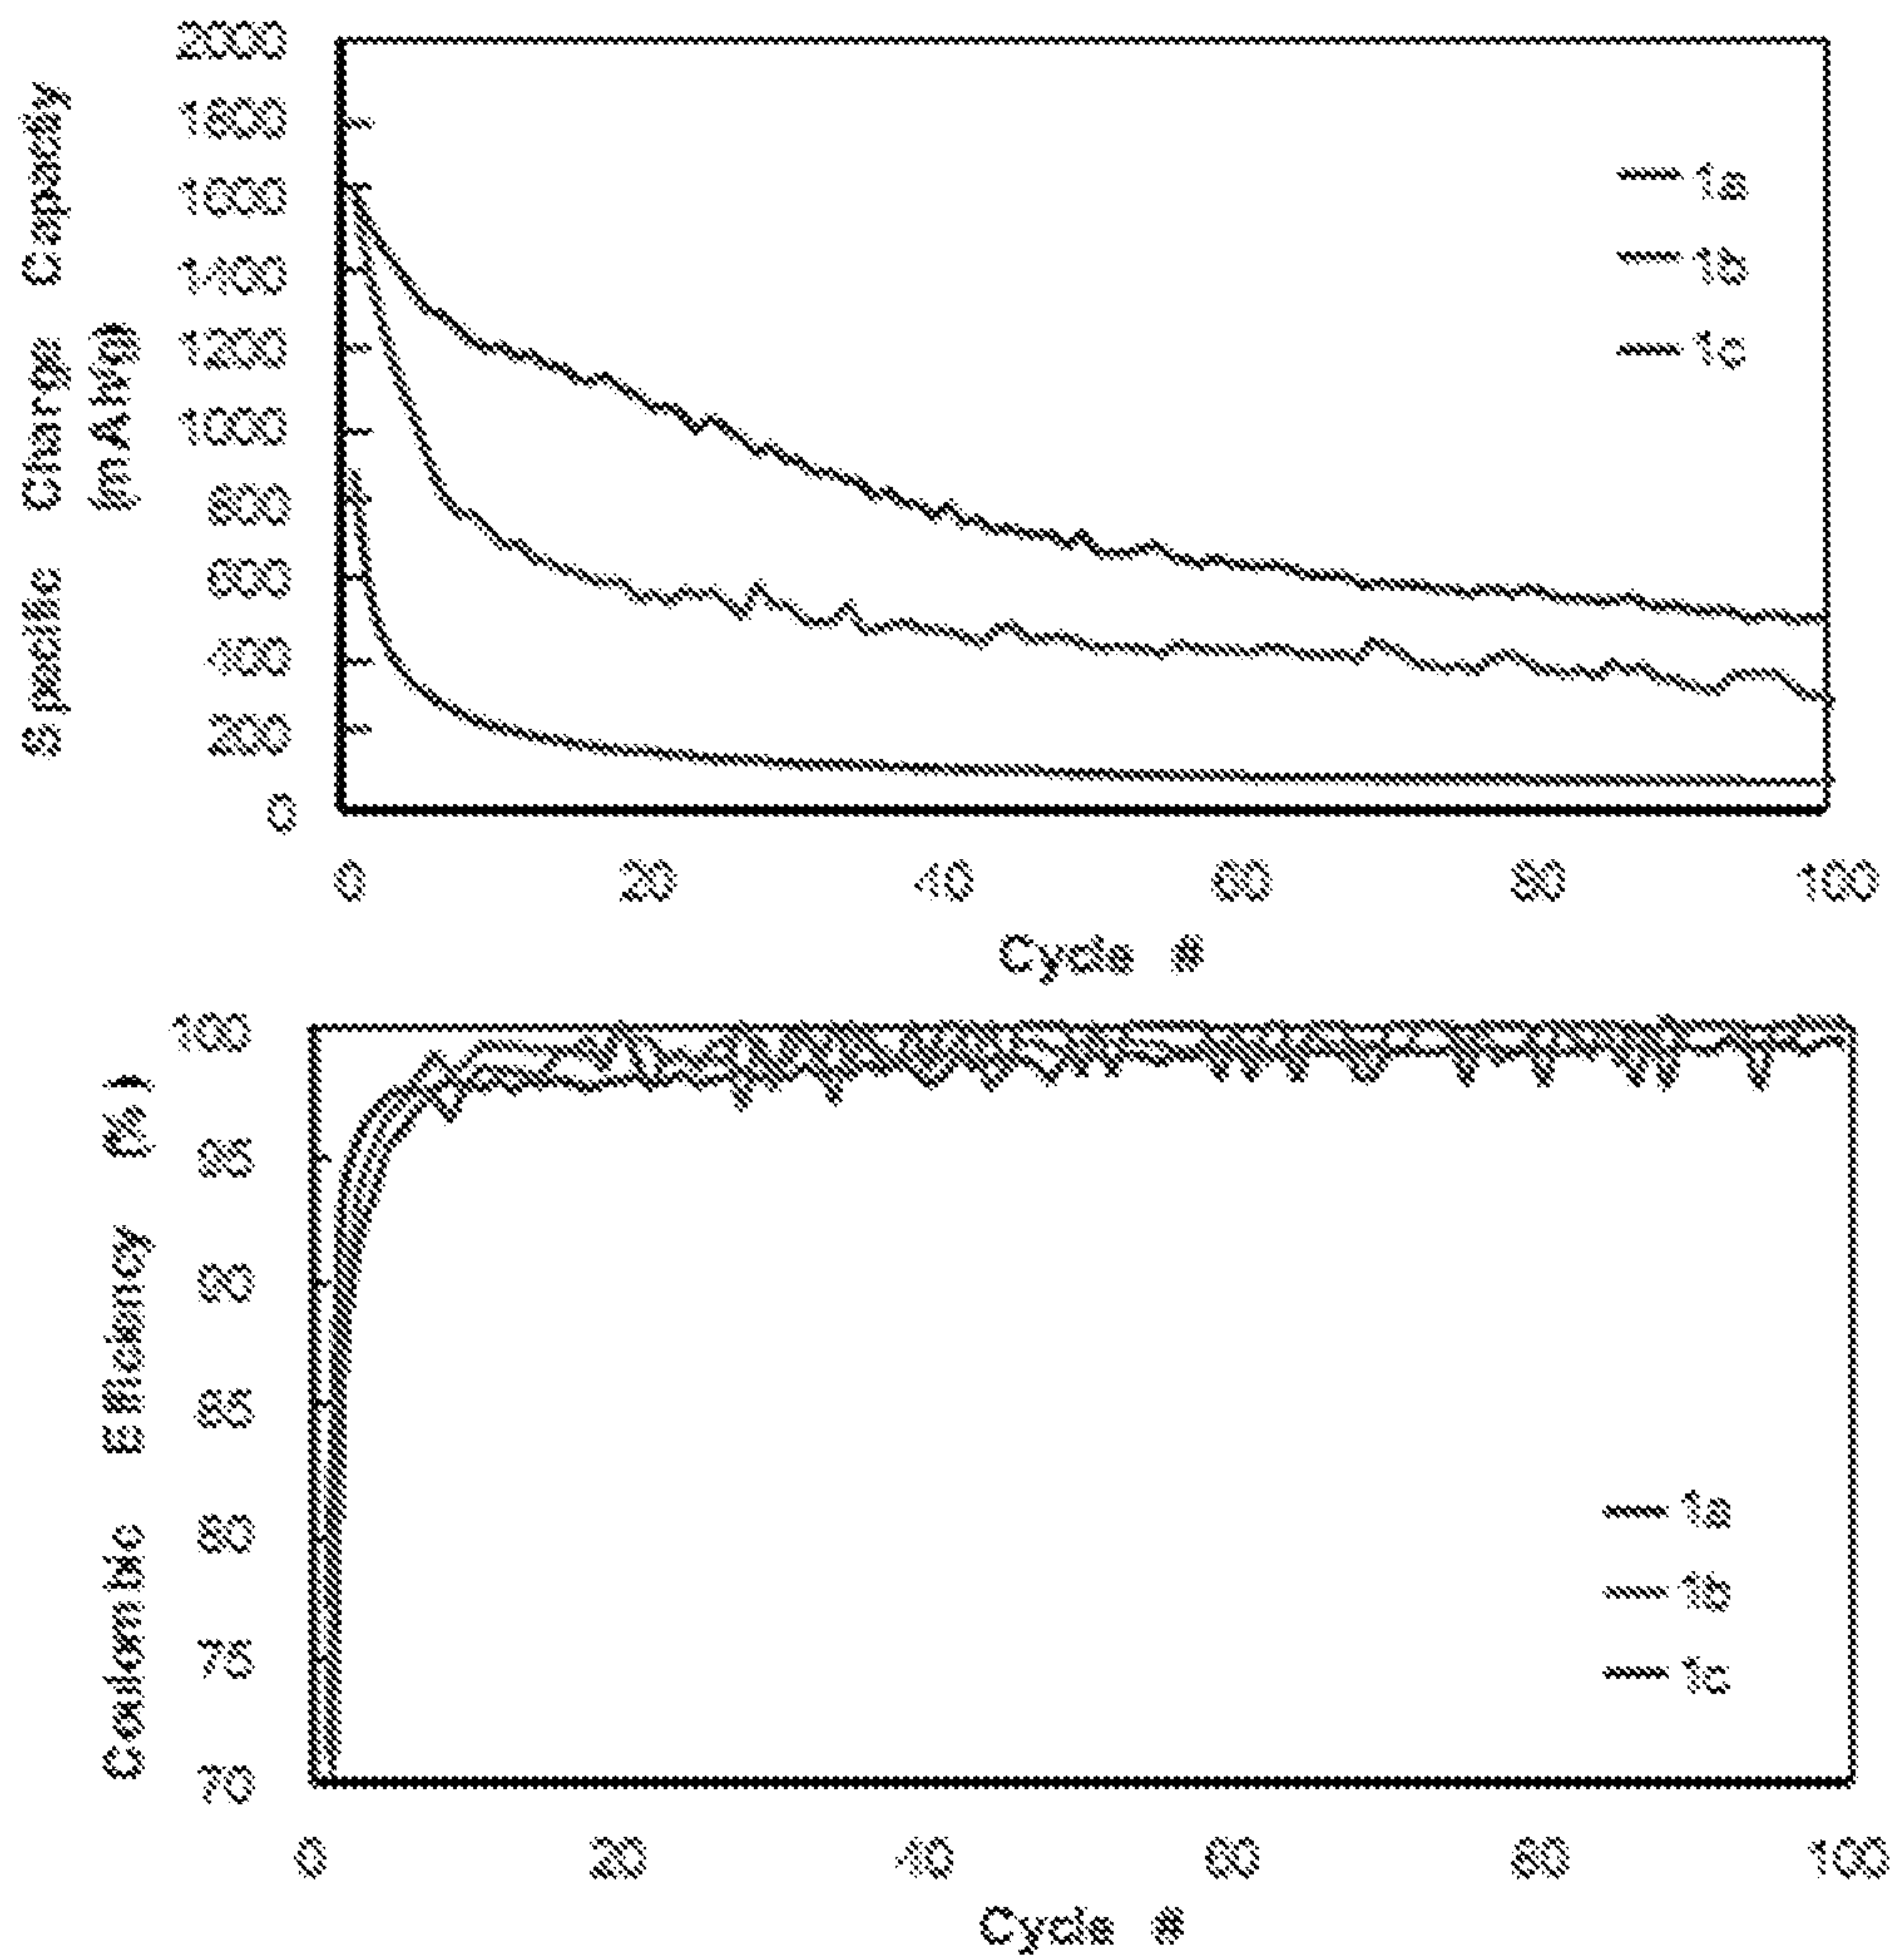 Specific Charge Capacity
(mAh/g)
2000
1800
1600
1400
1200
1000
800
600
400
200
0
1a
1b
1c
0 20 40 60 80 100
Cycle #
Coulombic Efficiency (%)
100
95
90
85
80
75
70
1a
1b
1c
0 20 40 60 80 100
Cycle #